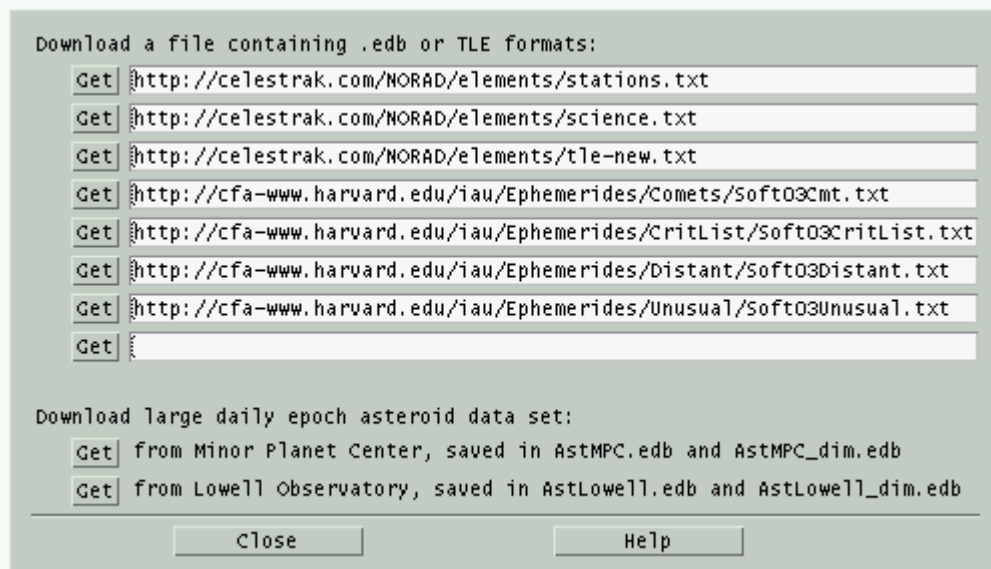 Download a file containing .edb or TLE formats:
Get http://celestrak.com/NORAD/elements/stations.txt
Get http://celestrak.com/NORAD/elements/science.txt
Get http://celestrak.com/NORAD/elements/tle-new.txt
Get http://cfa-www.harvard.edu/iau/Ephemerides/Comets/Soft03Cmt.txt
Get http://cfa-www.harvard.edu/iau/Ephemerides/CritList/Soft03CritList.txt
Get http://cfa-www.harvard.edu/iau/Ephemerides/Distant/Soft03Distant.txt
Get http://cfa-www.harvard.edu/iau/Ephemerides/Unusual/Soft03Unusual.txt
Get
Download large daily epoch asteroid data set:
Get from Minor Planet Center, saved in AstMPC.edb and AstMPC_dim.edb
Get from Lowell Observatory, saved in AstLowell.edb and AstLowell_dim.edb
Close Help